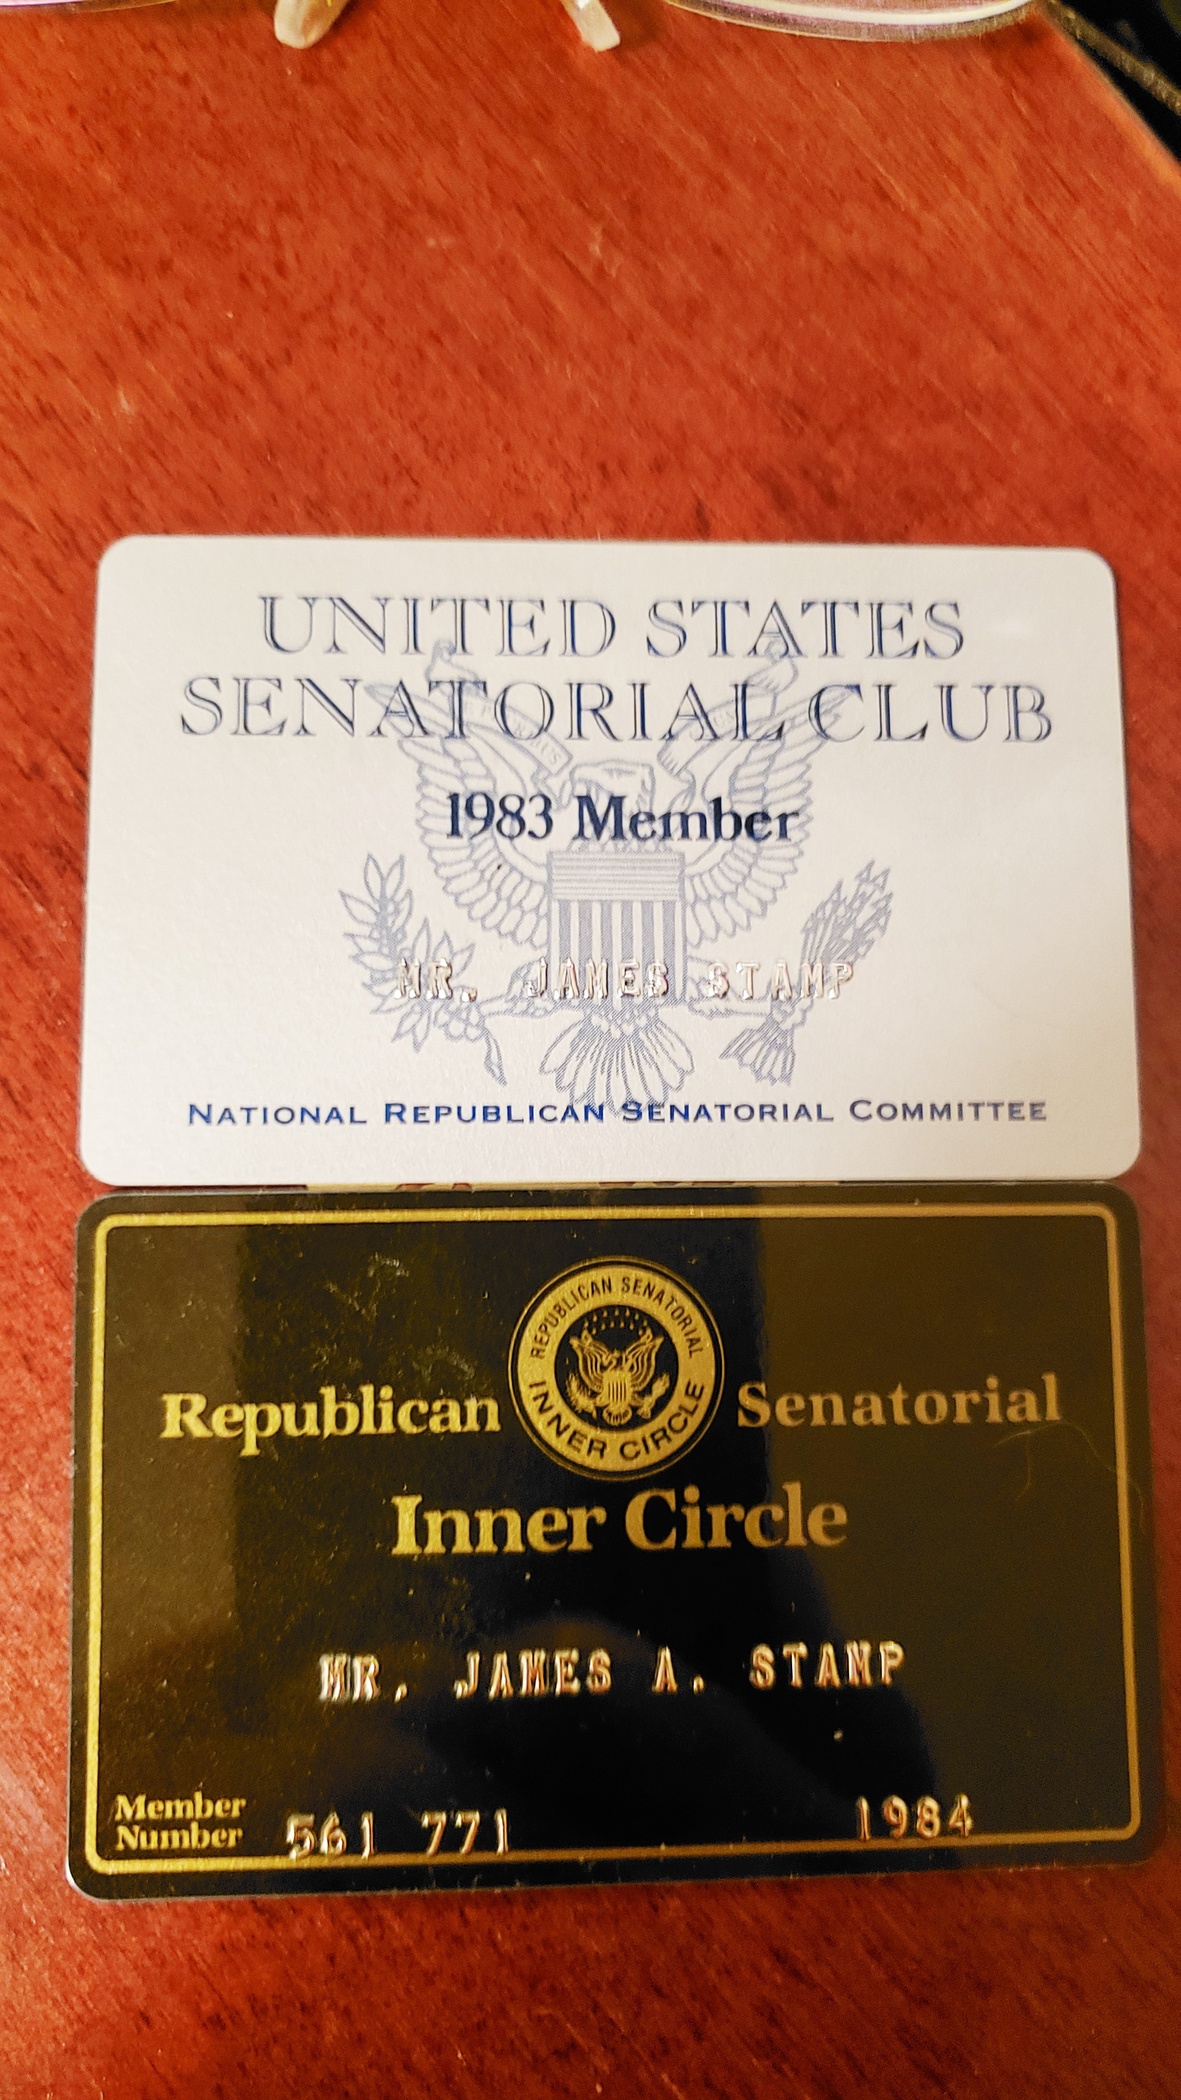 UNITED STATES
SENATORIAL CLUB
1983 Member
MR. JAMES STAMP
NATIONAL REPUBLICAN SENATORIAL COMMITTEE
REPUBLICAN SENATORIAL
INNER CIRCLE
Republican Senatorial
Inner Circle
MR. JAMES A. STAMP
Member
Number 561 771 1984